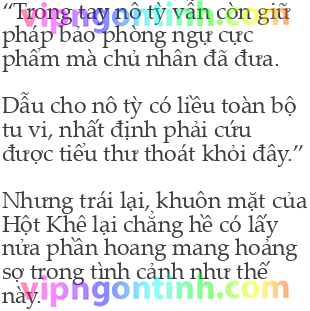 vipngontinh.com
“Trong tay nô tỳ vẫn còn giữ
pháp bảo phòng ngự cực
phẩm mà chủ nhân đã đưa.
Dẫu cho nô tỳ có liều toàn bộ
tu vi, nhất định phải cứu
được tiểu thư thoát khỏi đây.”
Nhưng trái lại, khuôn mặt của
Hột Khê lại chẳng hề có lấy
nửa phần hoang mang hoảng
sợ trong tình cảnh như thế
này.
vipngontinh.com